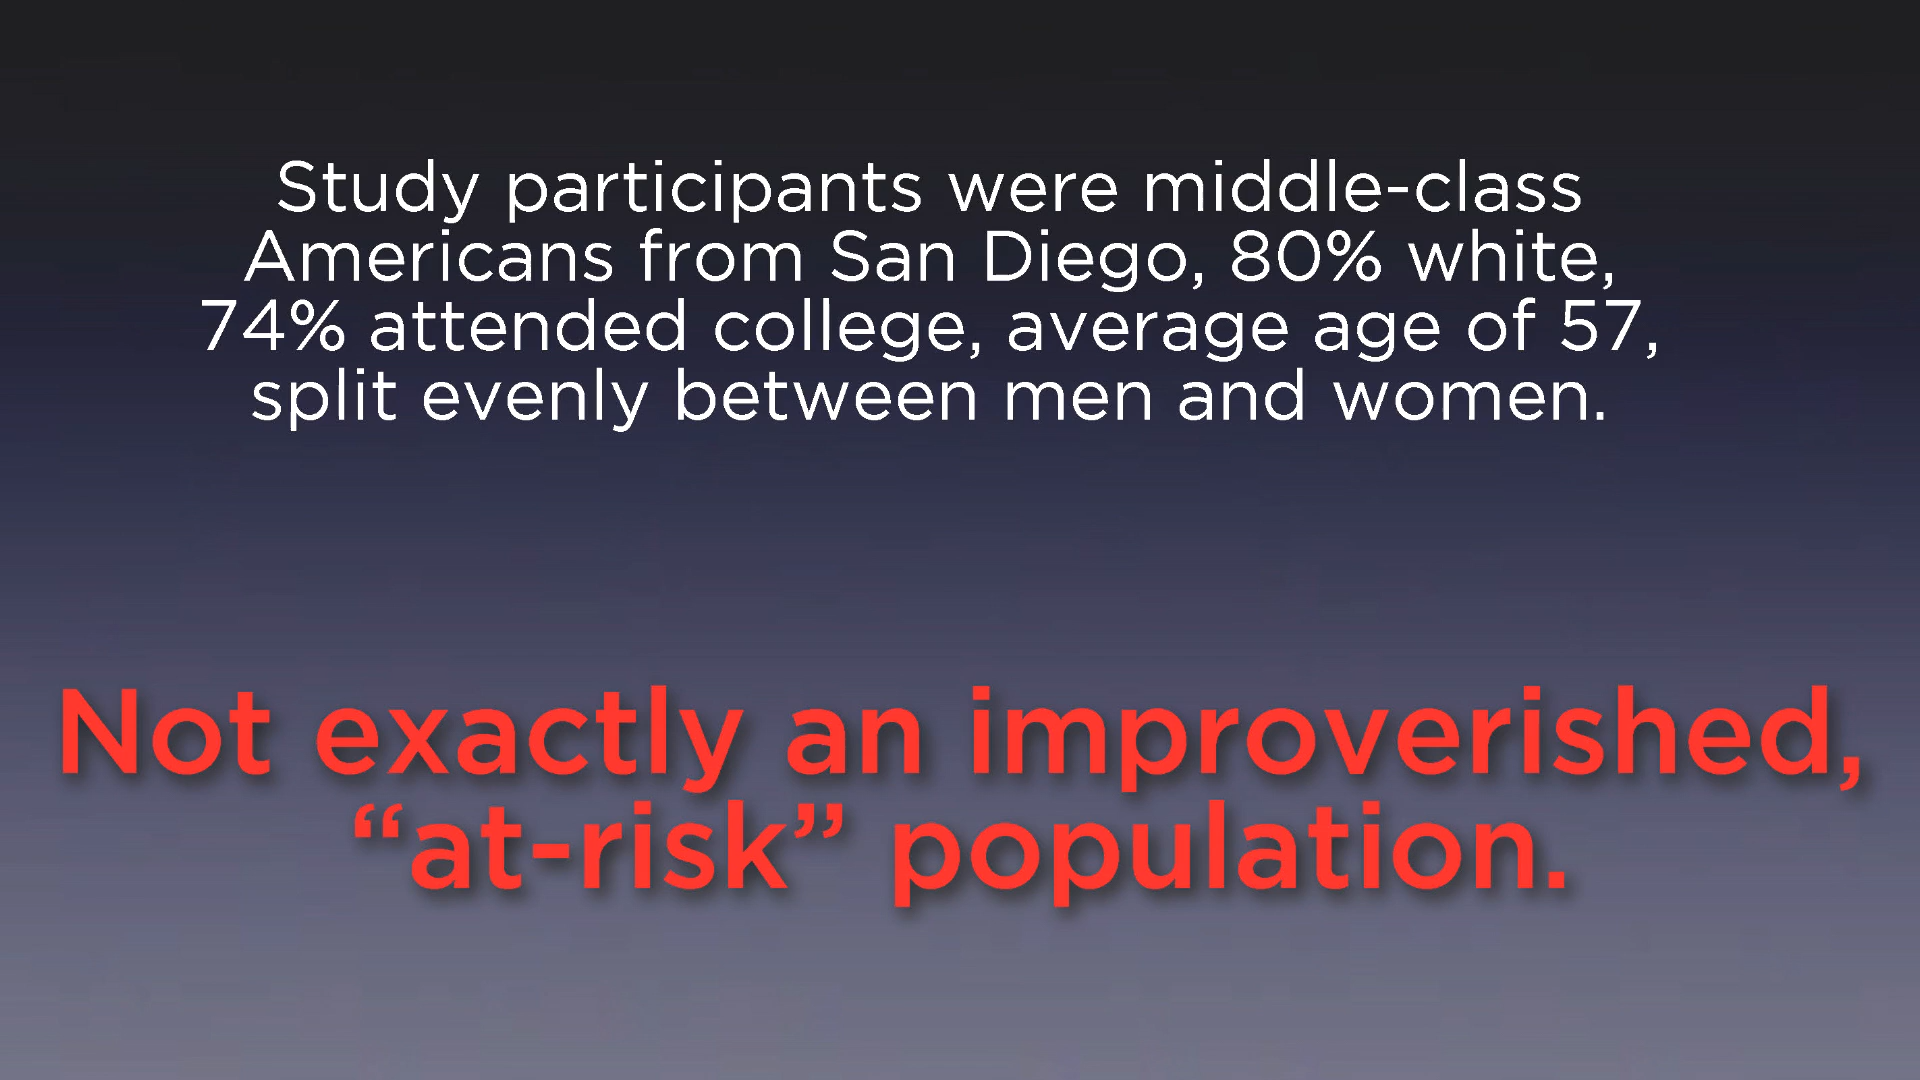 Study participants were middle-class
Americans from San Diego, 80% white,
74% attended college, average age of 57,
split evenly between men and women.
Not exactly an improverished,
“at-risk” population.